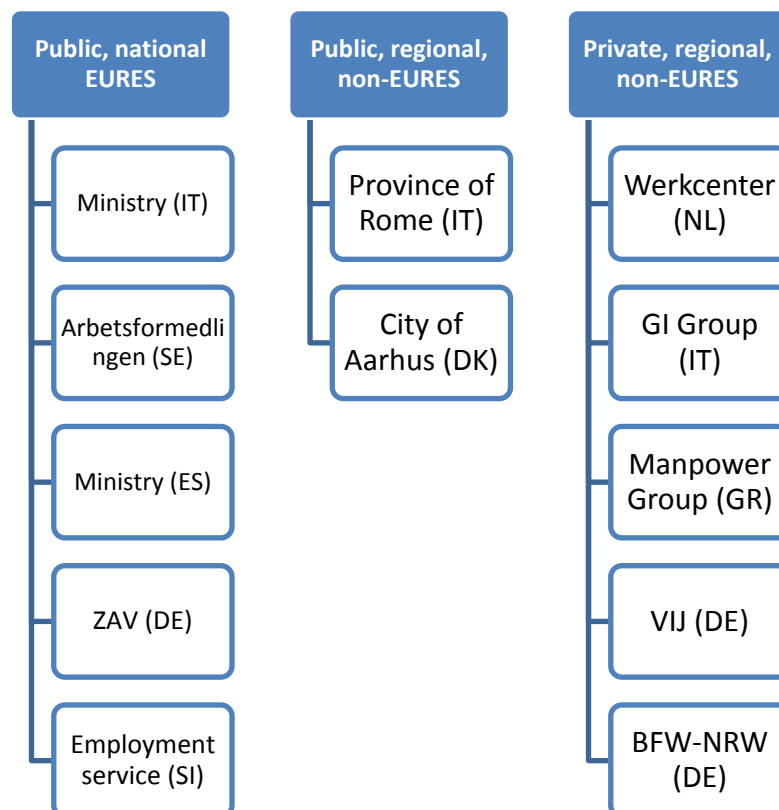 Public, national
EURES
Ministry (IT)
Arbetsformedli
ngen (SE)
Ministry (ES)
ZAV (DE)
Employment
service (SI)
Public, regional,
non-EURES
Province of
Rome (IT)
City of
Aarhus (DK)
Private, regional,
non-EURES
Werkcenter
(NL)
GI Group
(IT)
Manpower
Group (GR)
VIJ (DE)
BFW-NRW
(DE)